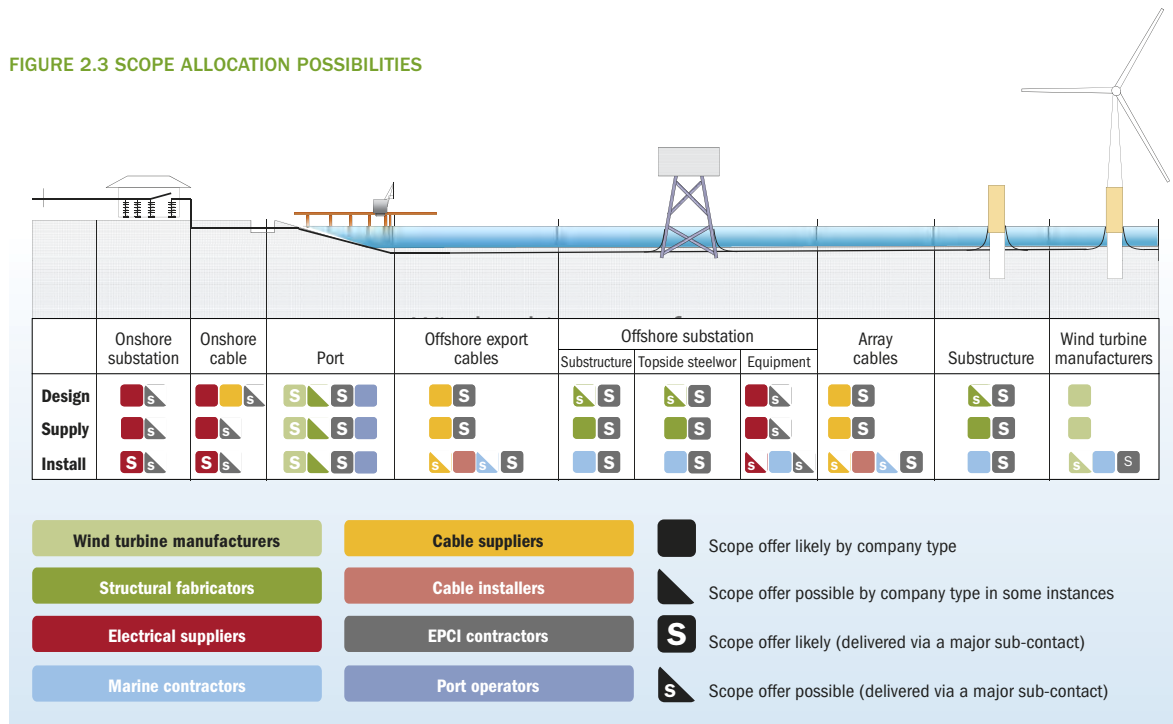 FIGURE 2.3 SCOPE ALLOCATION POSSIBILITIES
Onshore substation
Onshore cable
Port
Offshore export cables
Offshore substation
Substructure
Topside steelwor
Equipment
Array cables
Substructure
Wind turbine manufacturers
Design
S S S S S S S S S S S S S
Supply
S S S S S S S S S S
Install
S S S S S S S S S S S S S S S S S S S
Wind turbine manufacturers
Cable suppliers
Scope offer likely by company type
Structural fabricators
Cable installers
Scope offer possible by company type in some instances
Electrical suppliers
EPCI contractors
S Scope offer likely (delivered via a major sub-contact)
Marine contractors
Port operators
s Scope offer possible (delivered via a major sub-contact)